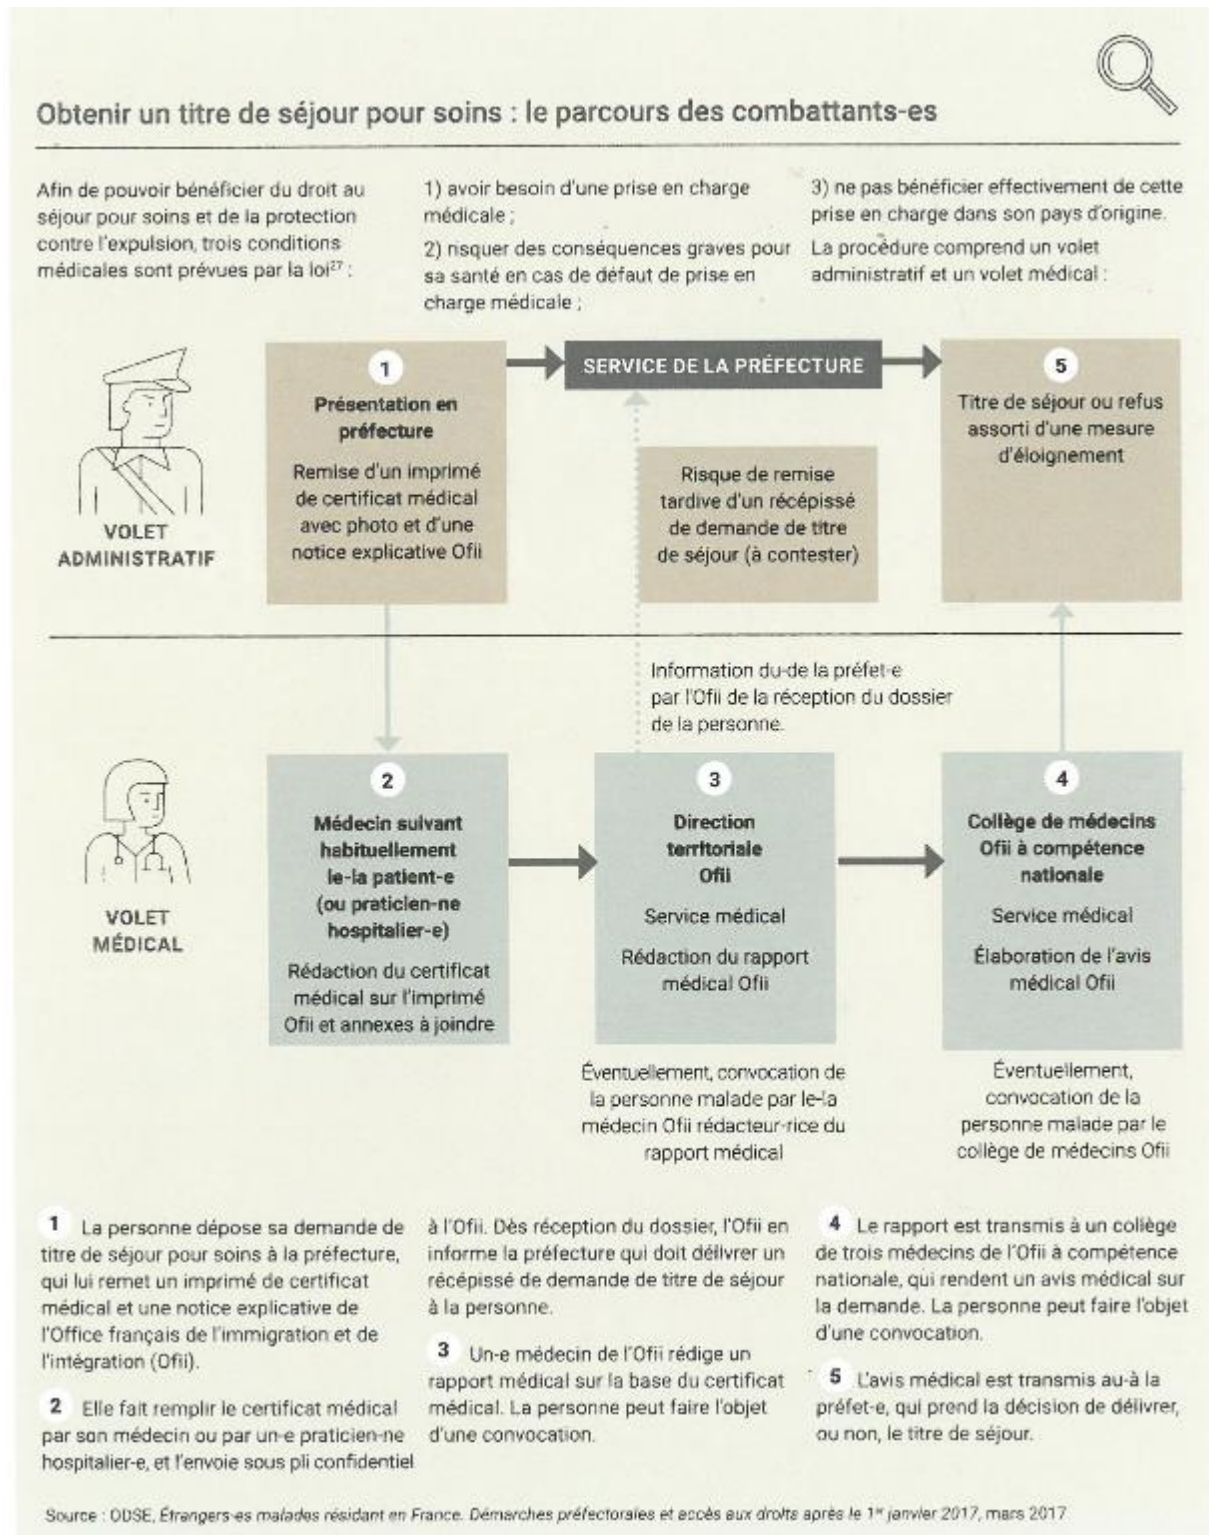 Obtenir un titre de séjour pour soins : le parcours des combattants-es
Afin de pouvoir bénéficier du droit au
séjour pour soins et de la protection
contre l'expulsion, trois conditions
médicales sont prévues par la loi²⁷ :
1) avoir besoin d'une prise en charge
médicale ;
2) risquer des conséquences graves pour
sa santé en cas de défaut de prise en
charge médicale ;
3) ne pas bénéficier effectivement de cette
prise en charge dans son pays d'origine.
La procédure comprend un volet
administratif et un volet médical :
VOLET
ADMINISTRATIF
1
Présentation en
préfecture
Remise d'un imprimé
de certificat médical
avec photo et d'une
notice explicative Ofii
SERVICE DE LA PRÉFECTURE
Risque de remise
tardive d'un récépissé
de demande de titre
de séjour (à contester)
5
Titre de séjour ou refus
assorti d'une mesure
d'éloignement
Information du-de la préfet-e
par l'Ofii de la réception du dossier
de la personne.
VOLET
MÉDICAL
2
Médecin suivant
habituellement
le-la patient-e
(ou praticien-ne
hospitalier-e)
Rédaction du certificat
médical sur l'imprimé
Ofii et annexes à joindre
3
Direction
territoriale
Ofii
Service médical
Rédaction du rapport
médical Ofii
Éventuellement, convocation de
la personne malade par le-la
médecin Ofii rédacteur-rice du
rapport médical
4
Collège de médecins
Ofii à compétence
nationale
Service médical
Élaboration de l'avis
médical Ofii
Éventuellement,
convocation de la
personne malade par le
collège de médecins Ofii
1 La personne dépose sa demande de
titre de séjour pour soins à la préfecture,
qui lui remet un imprimé de certificat
médical et une notice explicative de
l'Office français de l'immigration et de
l'intégration (Ofii).
2 Elle fait remplir le certificat médical
par son médecin ou par un-e praticien-ne
hospitalier-e, et l'envoie sous pli confidentiel
à l'Ofii. Dès réception du dossier, l'Ofii en
informe la préfecture qui doit délivrer un
récépissé de demande de titre de séjour
à la personne.
3 Un-e médecin de l'Ofii rédige un
rapport médical sur la base du certificat
médical. La personne peut faire l'objet
d'une convocation.
4 Le rapport est transmis à un collège
de trois médecins de l'Ofii à compétence
nationale, qui rendent un avis médical sur
la demande. La personne peut faire l'objet
d'une convocation.
5 L'avis médical est transmis au-à la
préfet-e, qui prend la décision de délivrer,
ou non, le titre de séjour.
Source : ODSE, Étrangers-es malades résidant en France. Démarches préfectorales et accès aux droits après le 1er janvier 2017, mars 2017